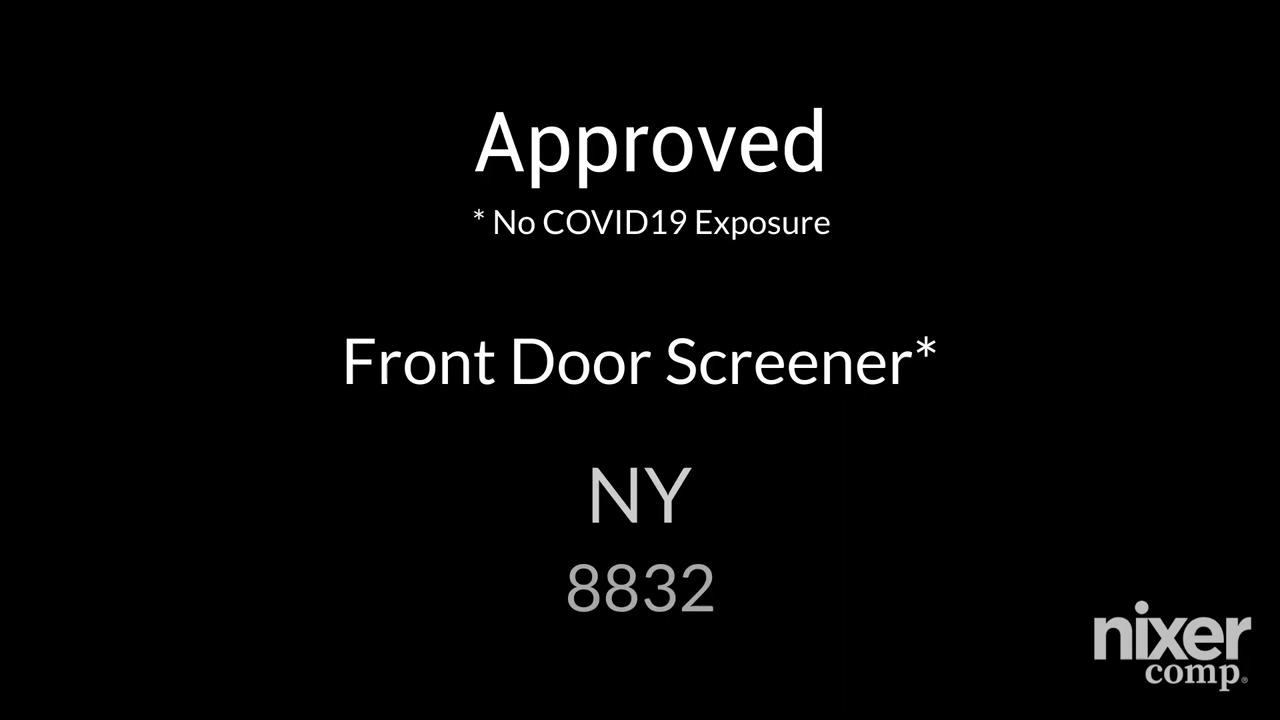 Approved
* No COVID19 Exposure
Front Door Screener*
NY
8832
nixer
comp®